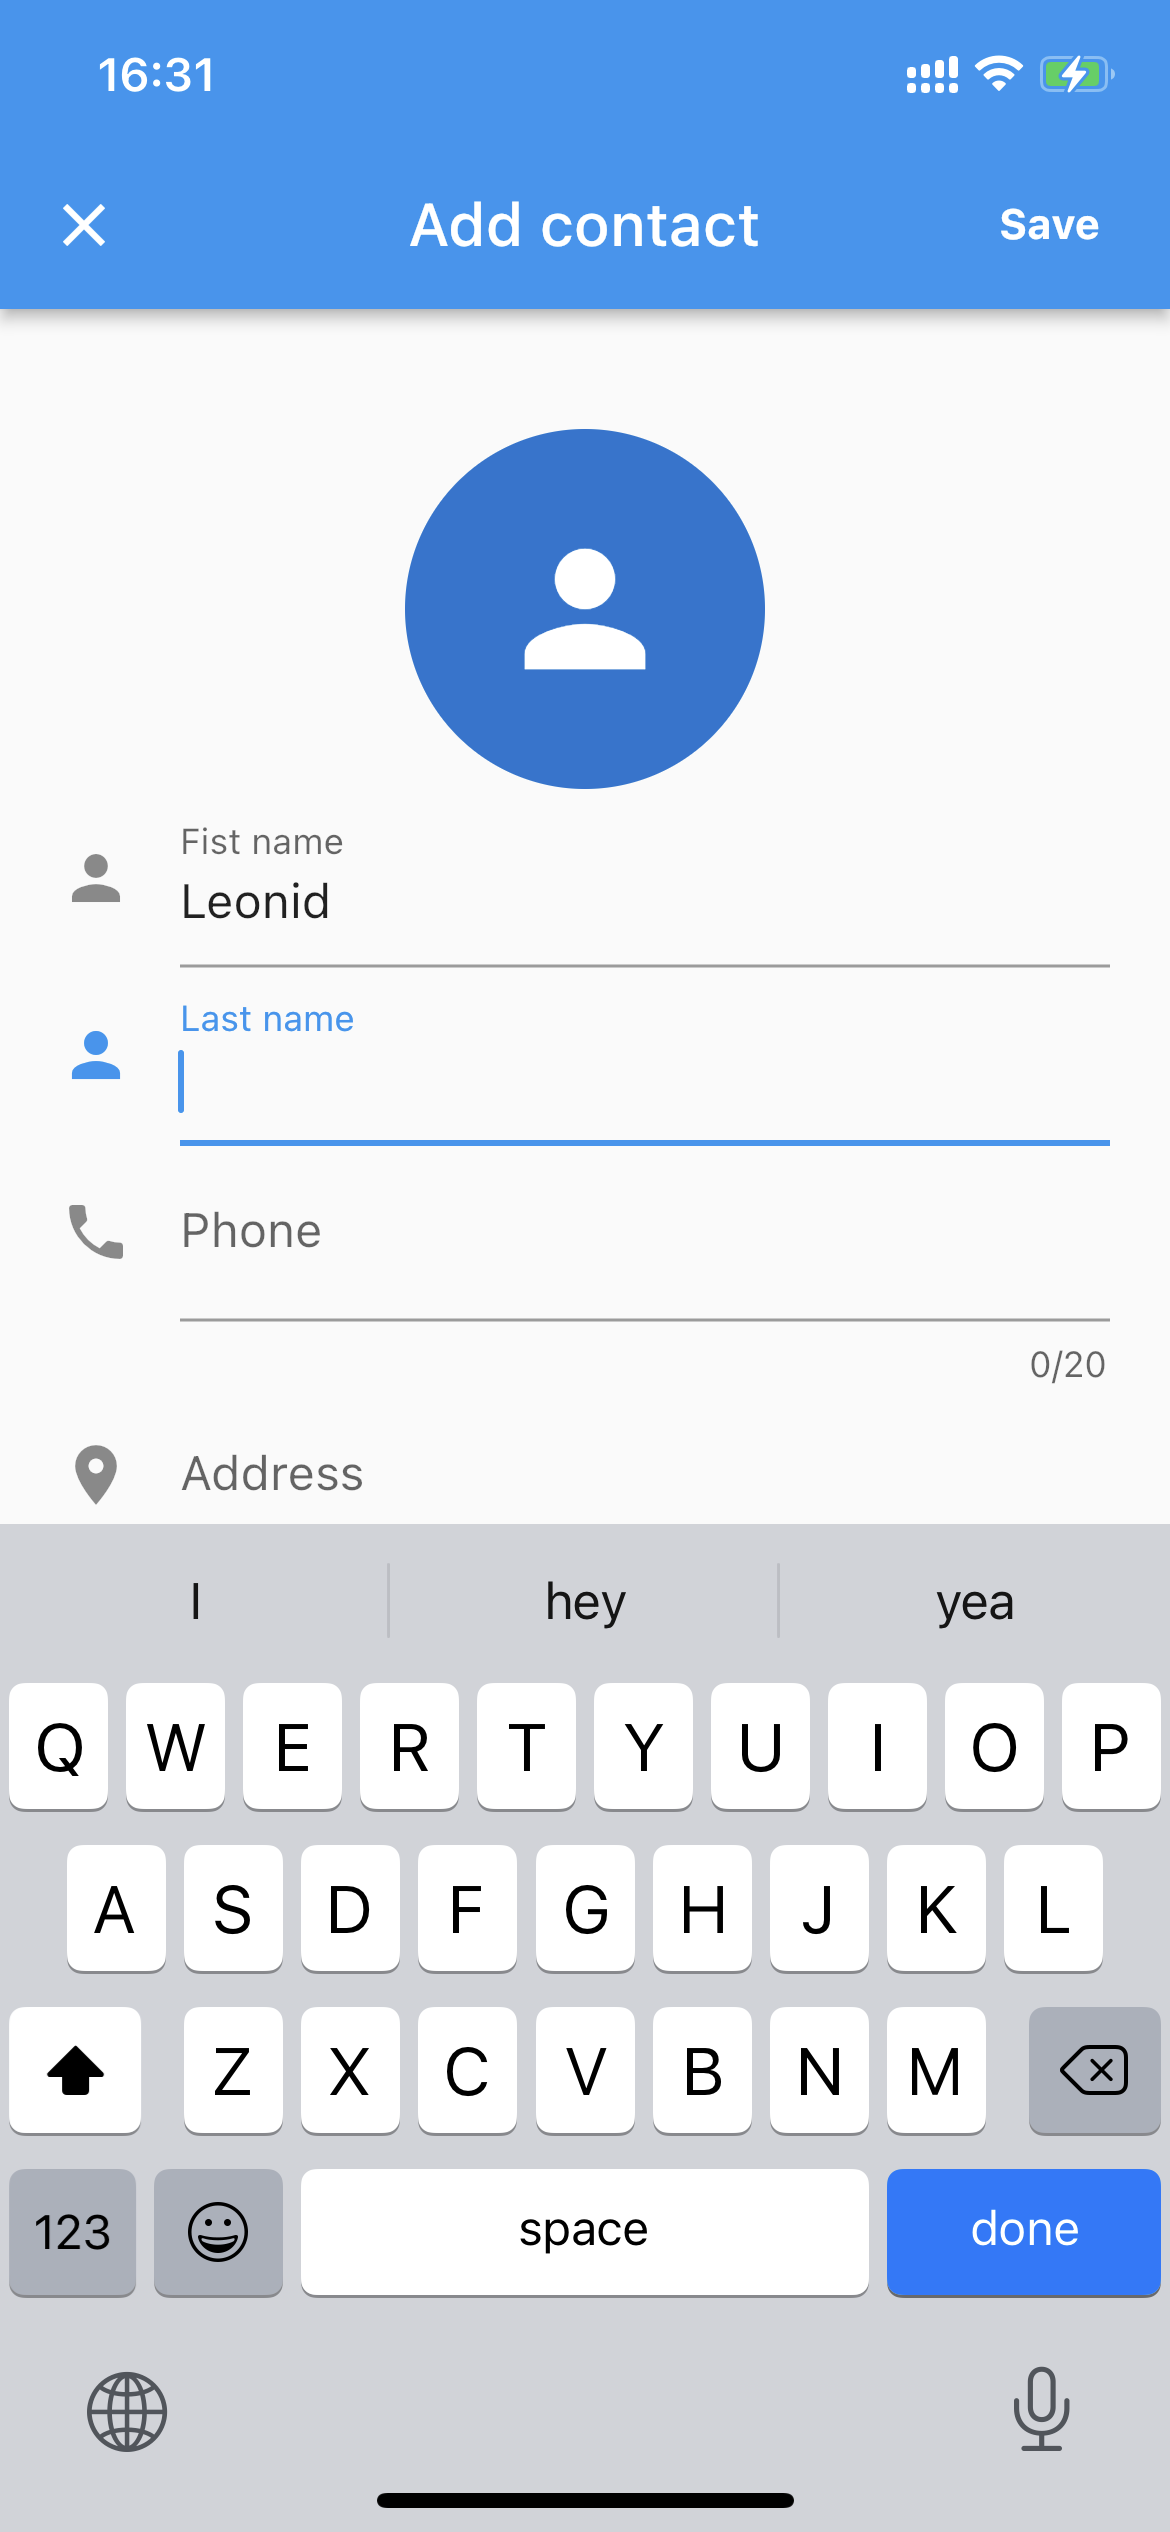 16:31
Add contact
Save
Fist name
Leonid
Last name
Phone
0/20
Address
I hey yea
Q W E R T Y U I O P
A S D F G H J K L
Z X C V B N M
123 space done